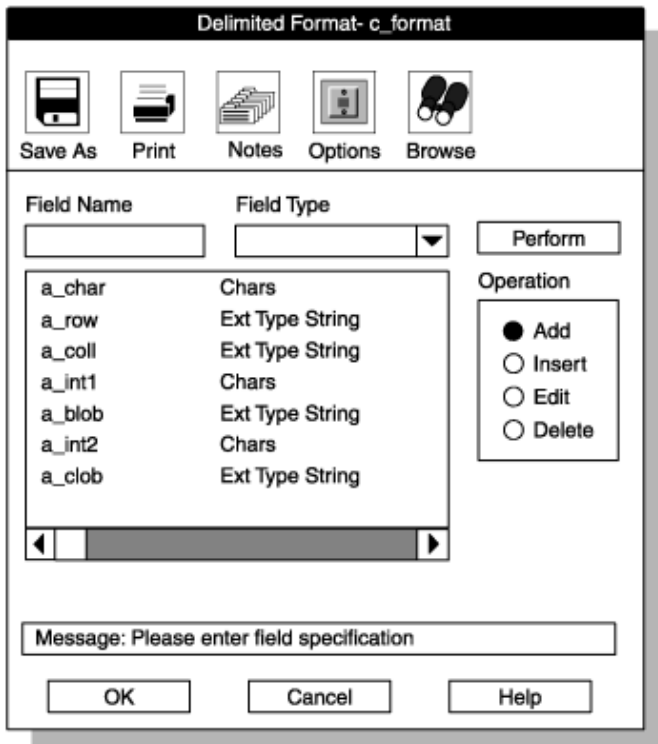 Delimited Format- c_format
Save As Print Notes Options Browse
Field Name Field Type
Perform
a_char Chars
a_row Ext Type String
a_coll Ext Type String
a_int1 Chars
a_blob Ext Type String
a_int2 Chars
a_clob Ext Type String
Operation
Add
Insert
Edit
Delete
Message: Please enter field specification
OK Cancel Help